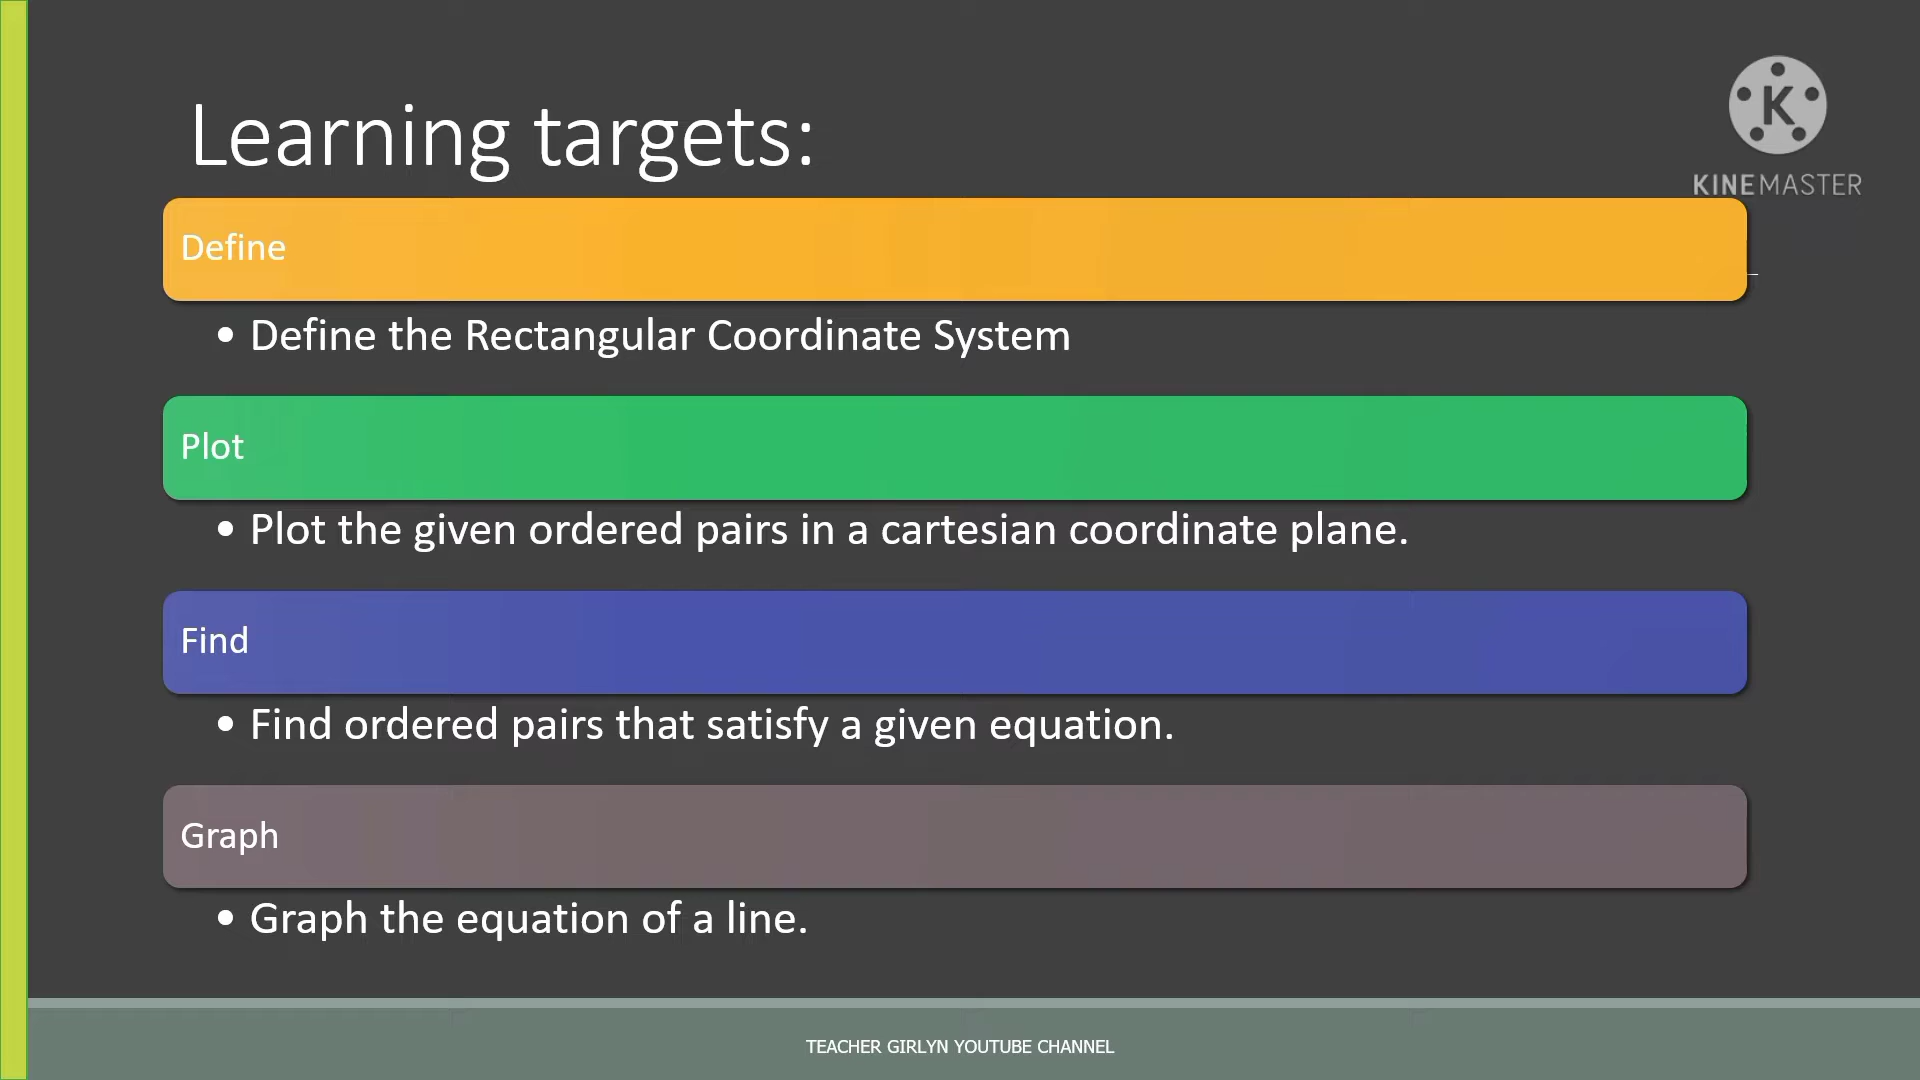 Learning targets:
K
KINEMASTER
Define
• Define the Rectangular Coordinate System
Plot
• Plot the given ordered pairs in a cartesian coordinate plane.
Find
• Find ordered pairs that satisfy a given equation.
Graph
• Graph the equation of a line.
TEACHER GIRLYN YOUTUBE CHANNEL